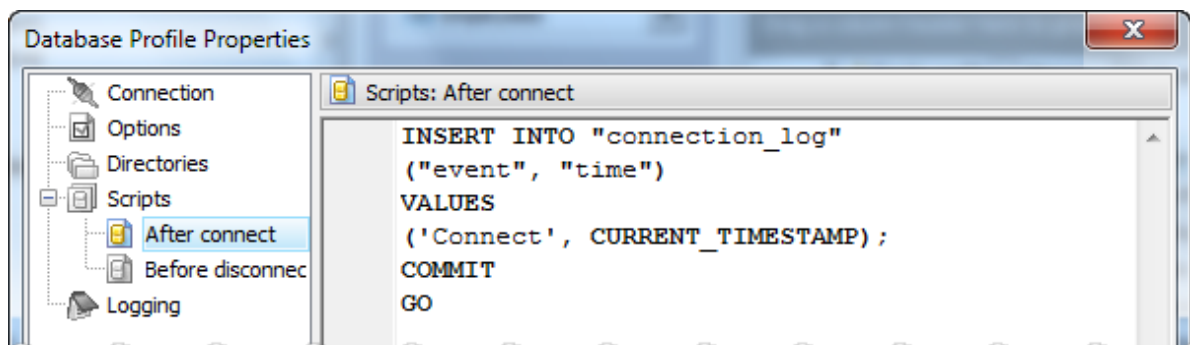 Database Profile Properties
Connection
Options
Directories
Scripts
After connect
Before disconnec
Logging
Scripts: After connect
INSERT INTO "connection_log"
("event", "time")
VALUES
('Connect', CURRENT_TIMESTAMP);
COMMIT
GO